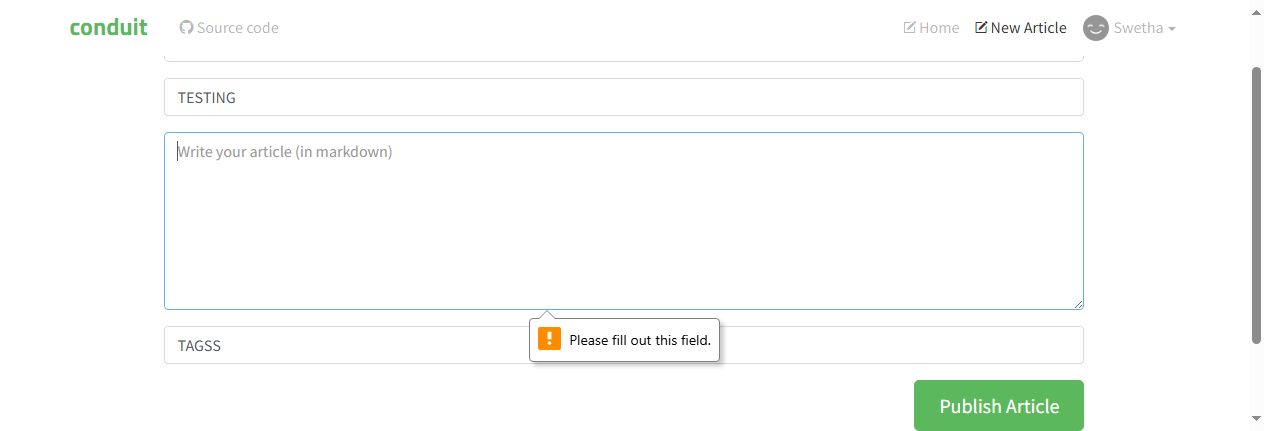 conduit Source code Home New Article Swetha
TESTING
Write your article (in markdown)
Please fill out this field.
TAGSS
Publish Article